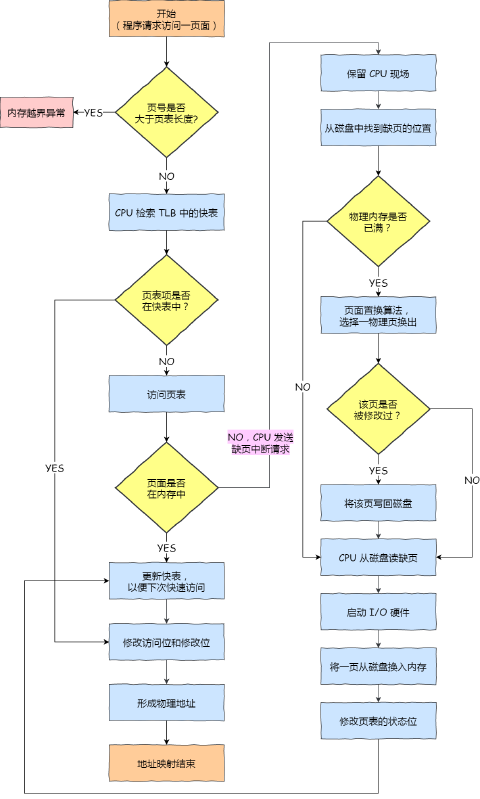 开始
（程序请求访问一页面）
页号是否
大于页表长度?
YES
内存越界异常
NO
CPU 检索 TLB 中的快表
页表项是否
在快表中？
NO
YES
访问页表
页面是否
在内存中
NO，CPU 发送
缺页中断请求
YES
更新快表，
以便下次快速访问
修改访问位和修改位
形成物理地址
地址映射结束
保留 CPU 现场
从磁盘中找到缺页的位置
物理内存是否
已满？
YES
NO
页面置换算法，
选择一物理页换出
该页是否
被修改过？
YES
NO
将该页写回磁盘
CPU 从磁盘读缺页
启动 I/O 硬件
将一页从磁盘换入内存
修改页表的状态位